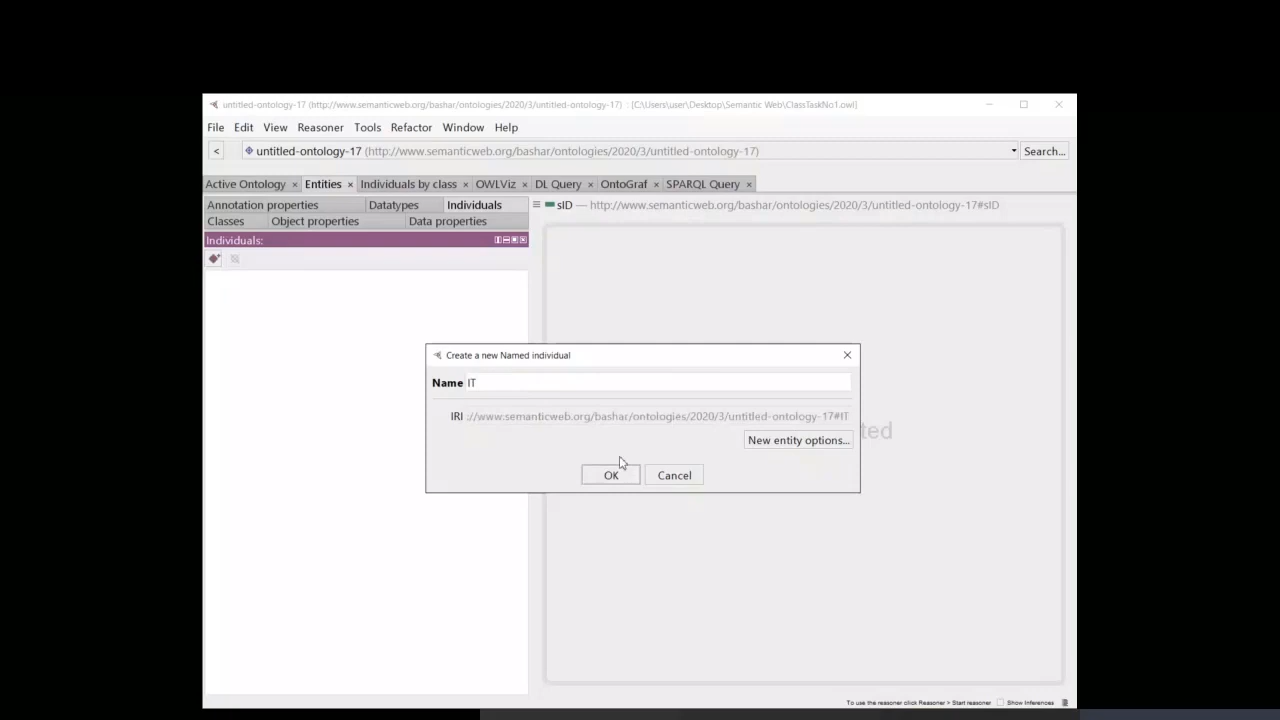 untitled-ontology-17 (http://www.semanticweb.org/bashar/ontologies/2020/3/untitled-ontology-17) : [C:\Users\user\Desktop\Semantic Web\ClassTaskNo1.owl]
File Edit View Reasoner Tools Refactor Window Help
< untitled-ontology-17 (http://www.semanticweb.org/bashar/ontologies/2020/3/untitled-ontology-17) Search...
Active Ontology × Entities × Individuals by class × OWLViz × DL Query × OntoGraf × SPARQL Query ×
Annotation properties Datatypes Individuals
Classes Object properties Data properties
sID — http://www.semanticweb.org/bashar/ontologies/2020/3/untitled-ontology-17#sID
Individuals:
Create a new Named individual
Name IT
IRI ://www.semanticweb.org/bashar/ontologies/2020/3/untitled-ontology-17#IT
ted
New entity options...
OK Cancel
To use the reasoner click Reasoner > Start reasoner Show Inferences